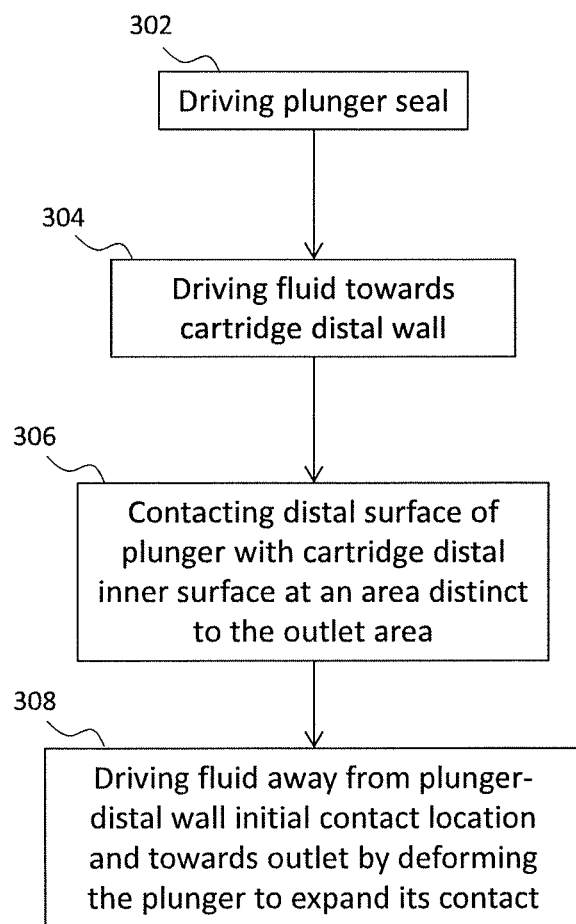 302
Driving plunger seal
304
Driving fluid towards
cartridge distal wall
306
Contacting distal surface of
plunger with cartridge distal
inner surface at an area distinct
to the outlet area
308
Driving fluid away from plunger-
distal wall initial contact location
and towards outlet by deforming
the plunger to expand its contact